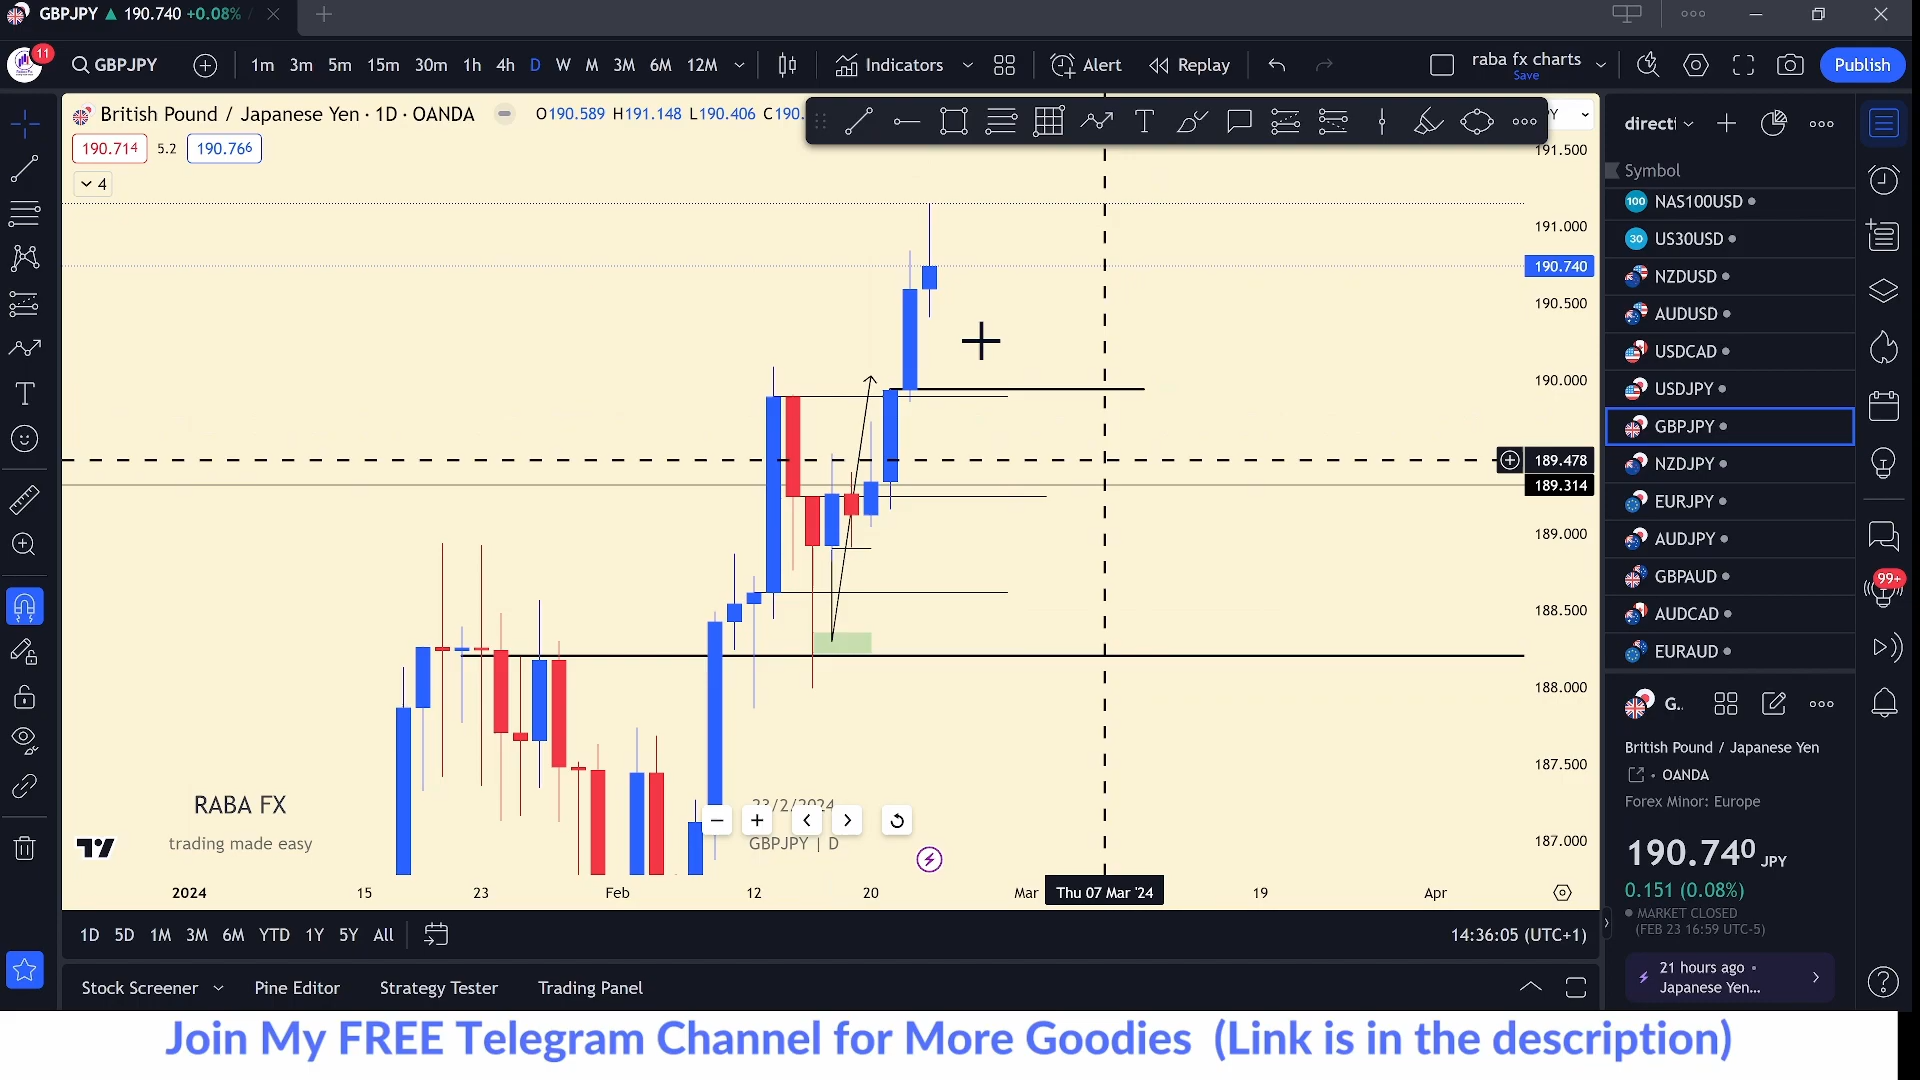 GBPJPY ▲ 190.740 +0.08% /
11
GBPJPY 1m 3m 5m 15m 30m 1h 4h D W M 3M 6M 12M Indicators Alert Replay raba fx charts Publish
Save
British Pound / Japanese Yen · 1D · OANDA O190.589 H191.148 L190.406 C190. Y
190.714 5.2 190.766
4
191.500
191.000
190.740
190.500
190.000
189.478
189.314
189.000
188.500
188.000
187.500
187.000
RABA FX
trading made easy
23/2/2024
GBPJPY | D
2024 15 23 Feb 12 20 Mar Thu 07 Mar '24 19 Apr
1D 5D 1M 3M 6M YTD 1Y 5Y All 14:36:05 (UTC+1)
Stock Screener Pine Editor Strategy Tester Trading Panel
directi
Symbol
100 NAS100USD
30 US30USD
NZDUSD
AUDUSD
USDCAD
USDJPY
GBPJPY
NZDJPY
EURJPY
AUDJPY
GBPAUD
AUDCAD
EURAUD
99+
G..
British Pound / Japanese Yen
• OANDA
Forex Minor: Europe
190.740 JPY
0.151 (0.08%)
MARKET CLOSED
(FEB 23 16:59 UTC-5)
21 hours ago •
Japanese Yen...
Join My FREE Telegram Channel for More Goodies (Link is in the description)